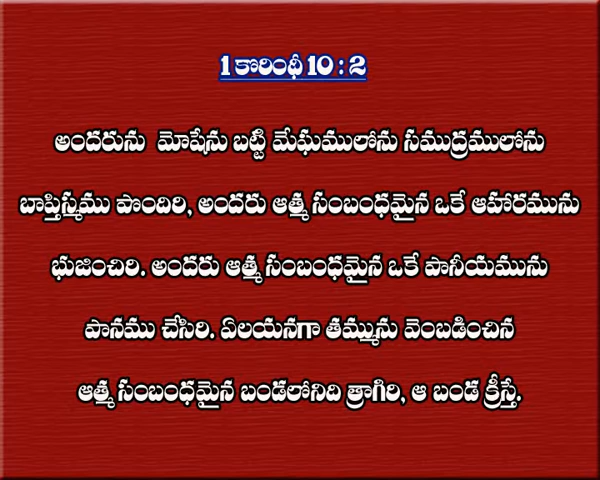 1 కొరింథీ 10 : 2
అందరును మోషేను బట్టి మేఘములోను సముద్రములోను
బాప్తిస్మము పొందిరి, అందరు ఆత్మ సంబంధమైన ఒకే ఆహారమును
భుజించిరి. అందరు ఆత్మ సంబంధమైన ఒకే పానీయమును
పానము చేసిరి. ఏలయనగా తమ్మును వెంబడించిన
ఆత్మ సంబంధమైన బండలోనిది త్రాగిరి, ఆ బండ క్రీస్తే.